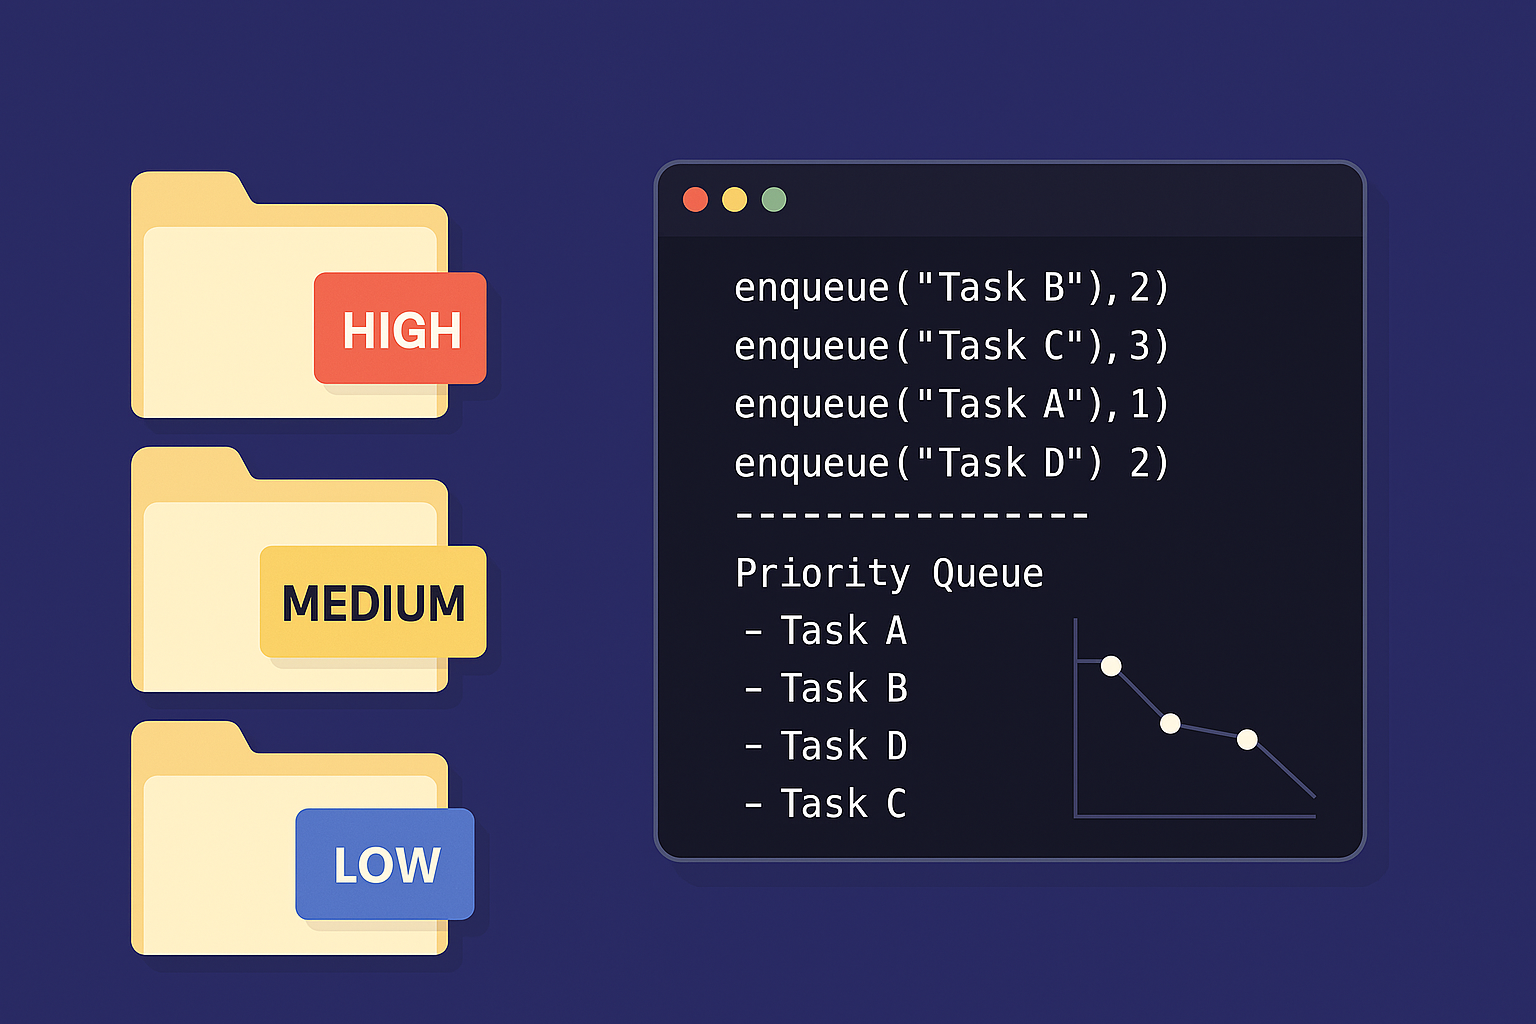 HIGH
MEDIUM
LOW
enqueue("Task B"), 2)
enqueue("Task C"), 3)
enqueue("Task A"), 1)
enqueue("Task D") 2)
----------------
Priority Queue
- Task A
- Task B
- Task D
- Task C